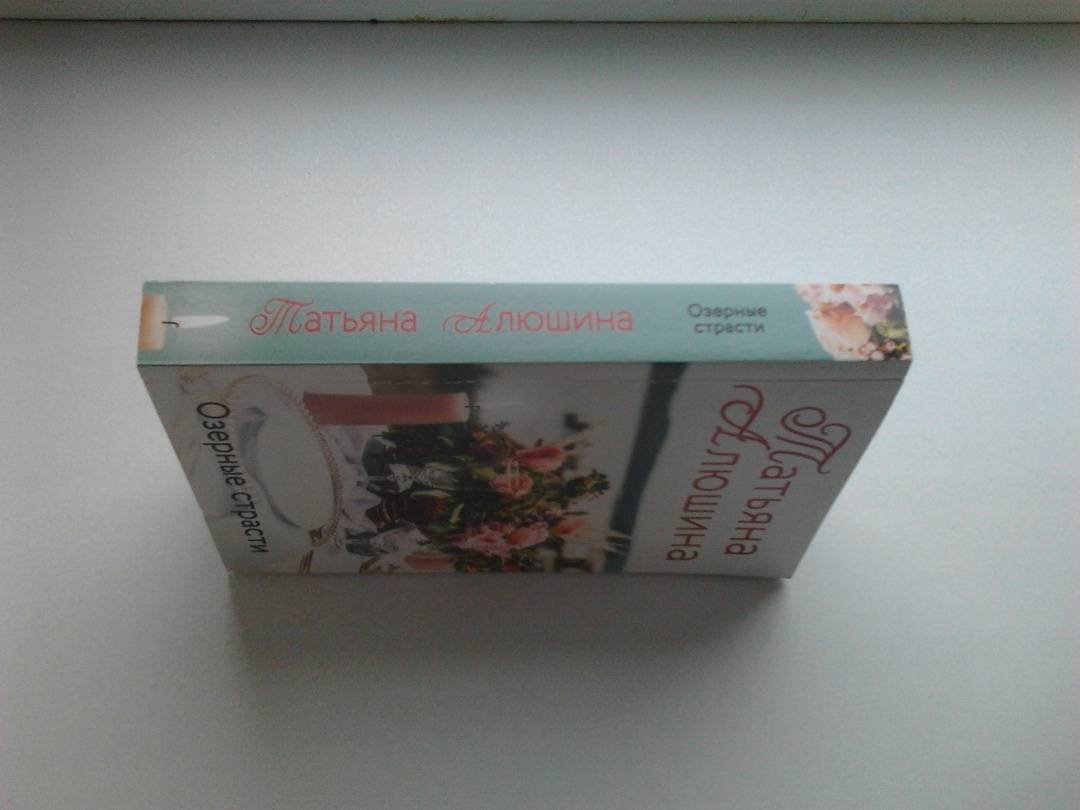 Татьяна Алюшина
Озерные
страсти
Татьяна
Алюшина
Озерные страсти